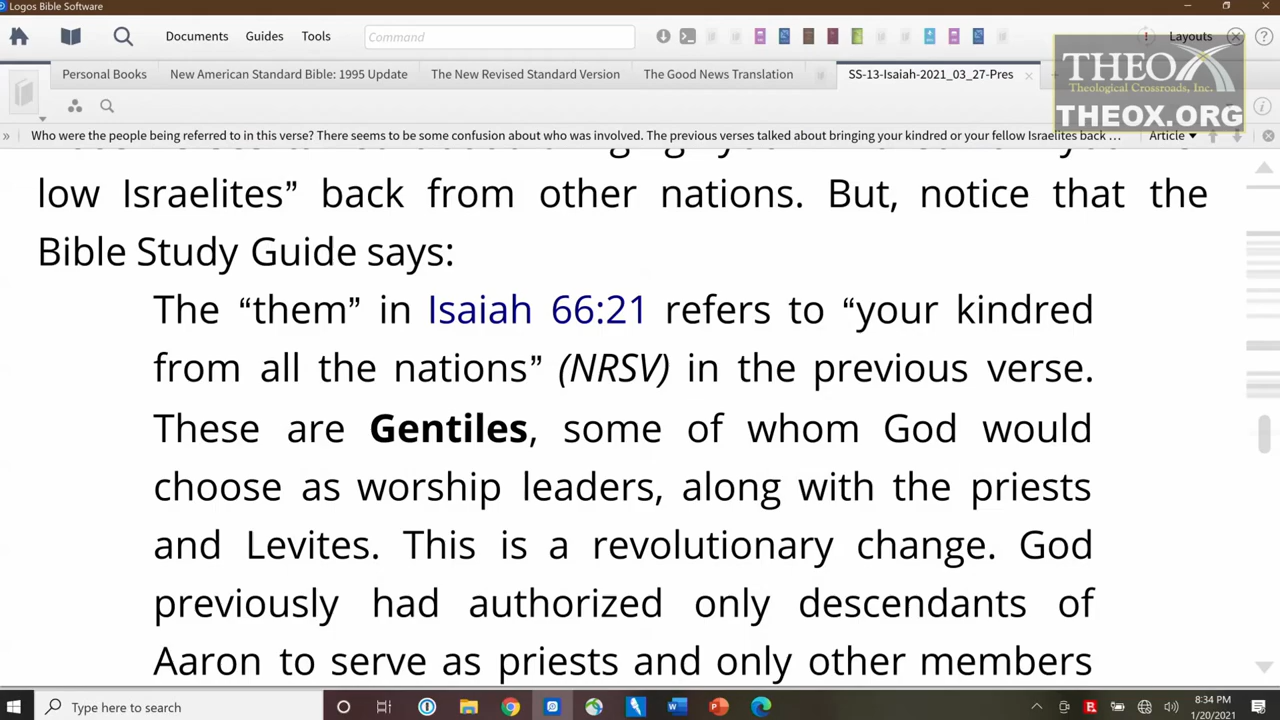 Logos Bible Software
Documents Guides Tools Command Layouts
THEOX
Theological Crossroads, Inc.
THEOX.ORG
Personal Books New American Standard Bible: 1995 Update The New Revised Standard Version The Good News Translation SS-13-Isaiah-2021_03_27-Pres
Who were the people being referred to in this verse? There seems to be some confusion about who was involved. The previous verses talked about bringing your kindred or your fellow Israelites back ... Article
low Israelites” back from other nations. But, notice that the
Bible Study Guide says:
The “them” in Isaiah 66:21 refers to “your kindred
from all the nations” (NRSV) in the previous verse.
These are Gentiles, some of whom God would
choose as worship leaders, along with the priests
and Levites. This is a revolutionary change. God
previously had authorized only descendants of
Aaron to serve as priests and only other members
Type here to search
8:34 PM
1/20/2021